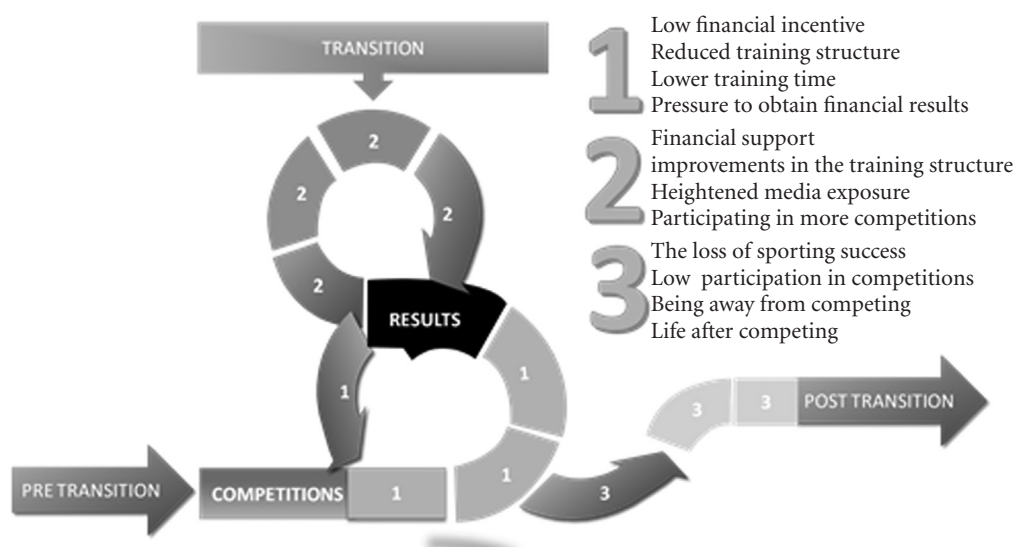 TRANSITION
1
Low financial incentive
Reduced training structure
Lower training time
Pressure to obtain financial results
2
Financial support
improvements in the training structure
Heightened media exposure
Participating in more competitions
3
The loss of sporting success
Low participation in competitions
Being away from competing
Life after competing
2
2
2
2
RESULTS
1
1
1
3
3
POST TRANSITION
PRE TRANSITION
COMPETITIONS
1
3